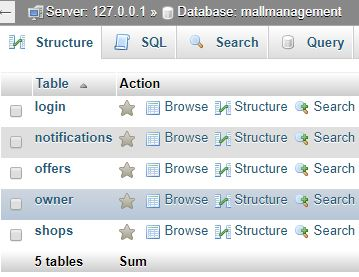 Server: 127.0.0.1 » Database: mallmanagement
Structure SQL Search Query
Table Action
login Browse Structure Search
notifications Browse Structure Search
offers Browse Structure Search
owner Browse Structure Search
shops Browse Structure Search
5 tables Sum